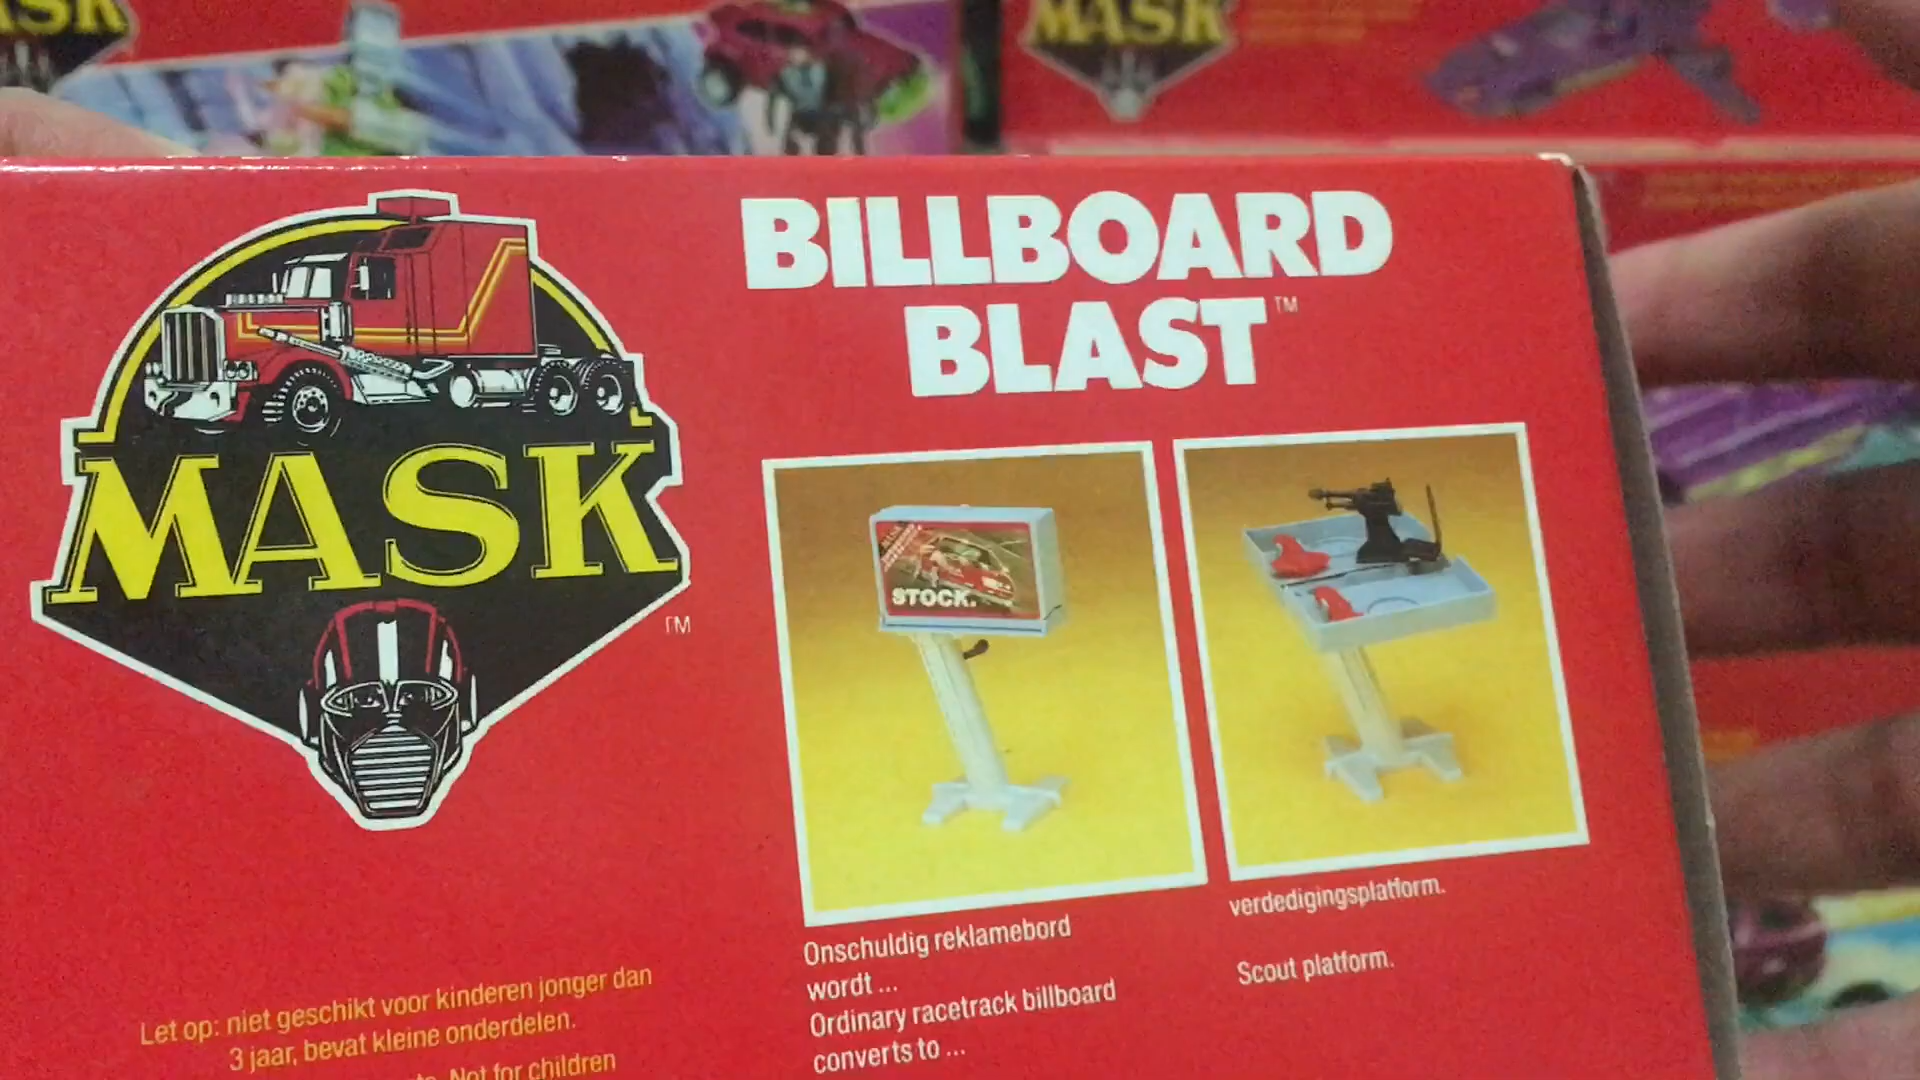 MASK
BILLBOARD
BLAST™
MASK
TM
STOCK.
Onschuldig reklamebord
wordt ...
Ordinary racetrack billboard
converts to ...
verdedigingsplatform.
Scout platform.
Let op: niet geschikt voor kinderen jonger dan
3 jaar, bevat kleine onderdelen.
Not for children